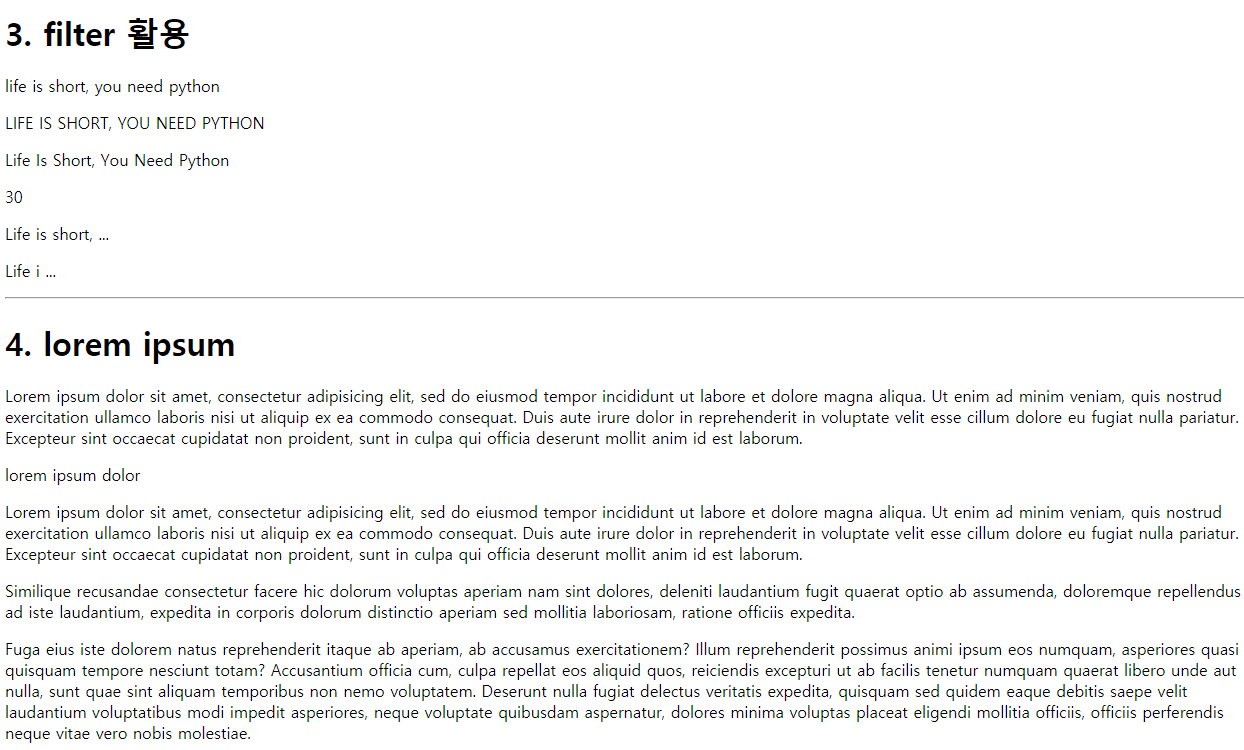 3. filter 활용
life is short, you need python
LIFE IS SHORT, YOU NEED PYTHON
Life Is Short, You Need Python
30
Life is short, ...
Life i ...
4. lorem ipsum
Lorem ipsum dolor sit amet, consectetur adipisicing elit, sed do eiusmod tempor incididunt ut labore et dolore magna aliqua. Ut enim ad minim veniam, quis nostrud
exercitation ullamco laboris nisi ut aliquip ex ea commodo consequat. Duis aute irure dolor in reprehenderit in voluptate velit esse cillum dolore eu fugiat nulla pariatur.
Excepteur sint occaecat cupidatat non proident, sunt in culpa qui officia deserunt mollit anim id est laborum.
lorem ipsum dolor
Lorem ipsum dolor sit amet, consectetur adipisicing elit, sed do eiusmod tempor incididunt ut labore et dolore magna aliqua. Ut enim ad minim veniam, quis nostrud
exercitation ullamco laboris nisi ut aliquip ex ea commodo consequat. Duis aute irure dolor in reprehenderit in voluptate velit esse cillum dolore eu fugiat nulla pariatur.
Excepteur sint occaecat cupidatat non proident, sunt in culpa qui officia deserunt mollit anim id est laborum.
Similique recusandae consectetur facere hic dolorum voluptas aperiam nam sint dolores, deleniti laudantium fugit quaerat optio ab assumenda, doloremque repellendus
ad iste laudantium, expedita in corporis dolorum distinctio aperiam sed mollitia laboriosam, ratione officiis expedita.
Fuga eius iste dolorem natus reprehenderit itaque ab aperiam, ab accusamus exercitationem? Illum reprehenderit possimus animi ipsum eos numquam, asperiores quasi
quisquam tempore nesciunt totam? Accusantium officia cum, culpa repellat eos aliquid quos, reiciendis excepturi ut ab facilis tenetur numquam quaerat libero unde aut
nulla, sunt quae sint aliquam temporibus non nemo voluptatem. Deserunt nulla fugiat delectus veritatis expedita, quisquam sed quidem eaque debitis saepe velit
laudantium voluptatibus modi impedit asperiores, neque voluptate quibusdam aspernatur, dolores minima voluptas placeat eligendi mollitia officiis, officiis perferendis
neque vitae vero nobis molestiae.